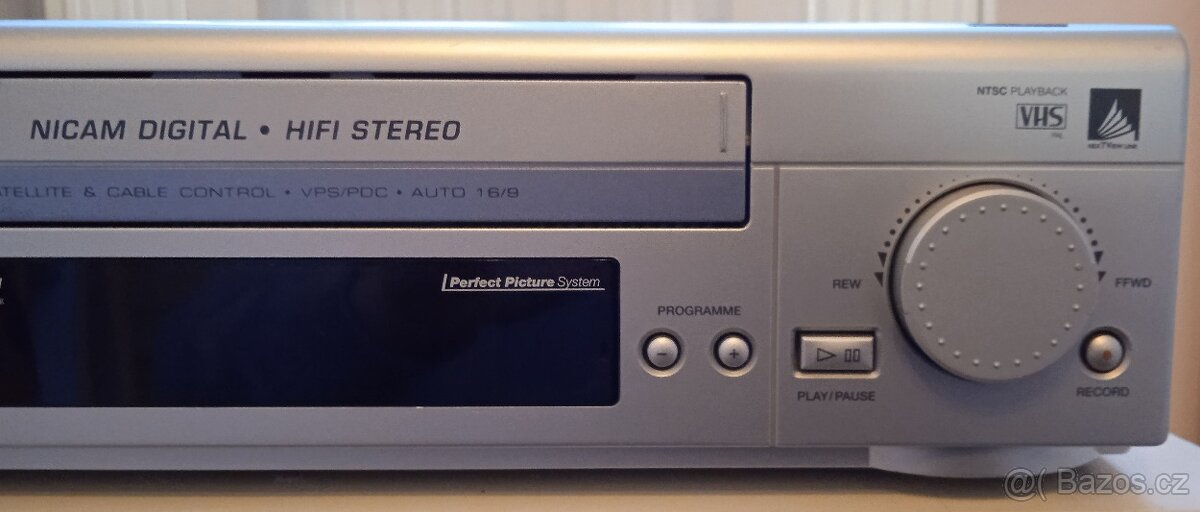 NICAM DIGITAL • HIFI STEREO
ATELLITE & CABLE CONTROL • VPS/PDC • AUTO 16/9
Perfect Picture System
NTSC PLAYBACK
VHS
PAL
PROGRAMME
- +
REW
FFWD
PLAY/PAUSE
RECORD
@( Bazos.cz